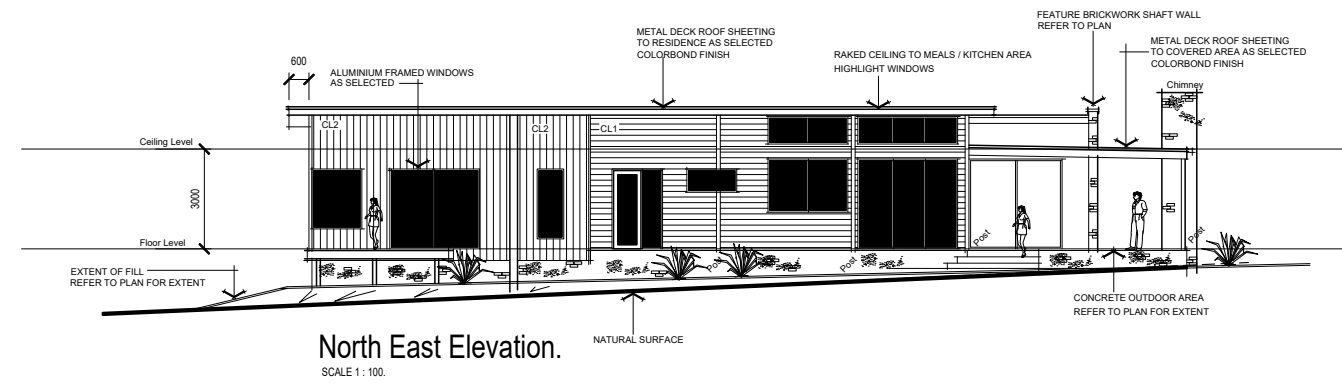 FEATURE BRICKWORK SHAFT WALL
REFER TO PLAN
METAL DECK ROOF SHEETING
TO RESIDENCE AS SELECTED
COLORBOND FINISH
METAL DECK ROOF SHEETING
TO COVERED AREA AS SELECTED
COLORBOND FINISH
RAKED CEILING TO MEALS / KITCHEN AREA
HIGHLIGHT WINDOWS
600
ALUMINIUM FRAMED WINDOWS
AS SELECTED
Chimney
CL2
CL2
CL1
Ceiling Level
3000
Floor Level
Post
Post
Post
Post
EXTENT OF FILL
REFER TO PLAN FOR EXTENT
CONCRETE OUTDOOR AREA
REFER TO PLAN FOR EXTENT
NATURAL SURFACE
North East Elevation.
SCALE 1 : 100.